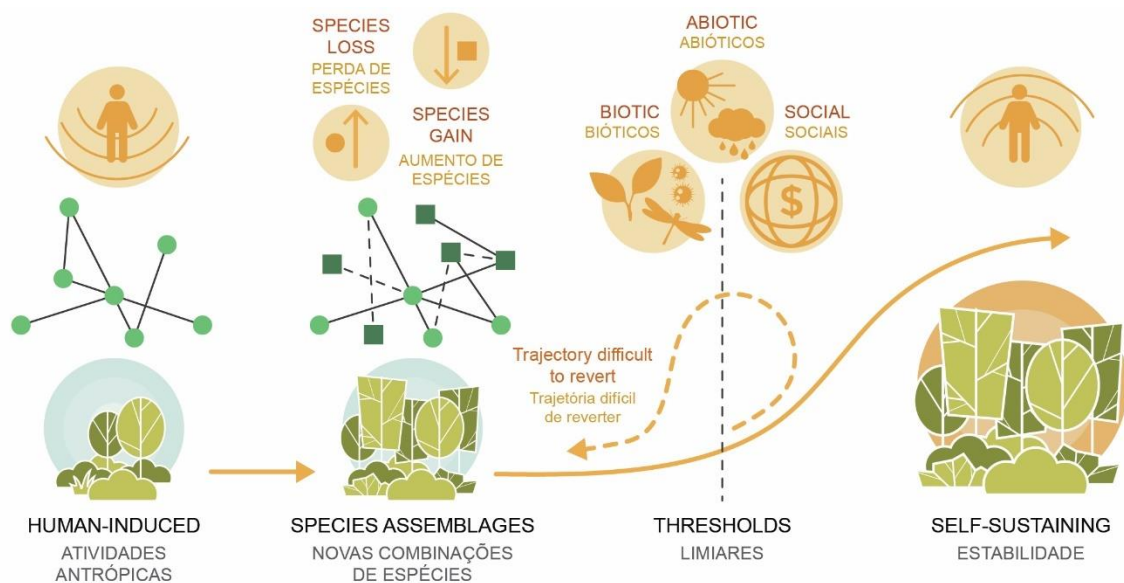 SPECIES
LOSS
PERDA DE
ESPÉCIES
SPECIES
GAIN
AUMENTO DE
ESPÉCIES
ABIOTIC
ABIÓTICOS
BIOTIC
BIÓTICOS
SOCIAL
SOCIAIS
$
Trajectory difficult
to revert
Trajetória difícil
de reverter
HUMAN-INDUCED
ATIVIDADES
ANTRÓPICAS
SPECIES ASSEMBLAGES
NOVAS COMBINAÇÕES
DE ESPÉCIES
THRESHOLDS
LIMIARES
SELF-SUSTAINING
ESTABILIDADE